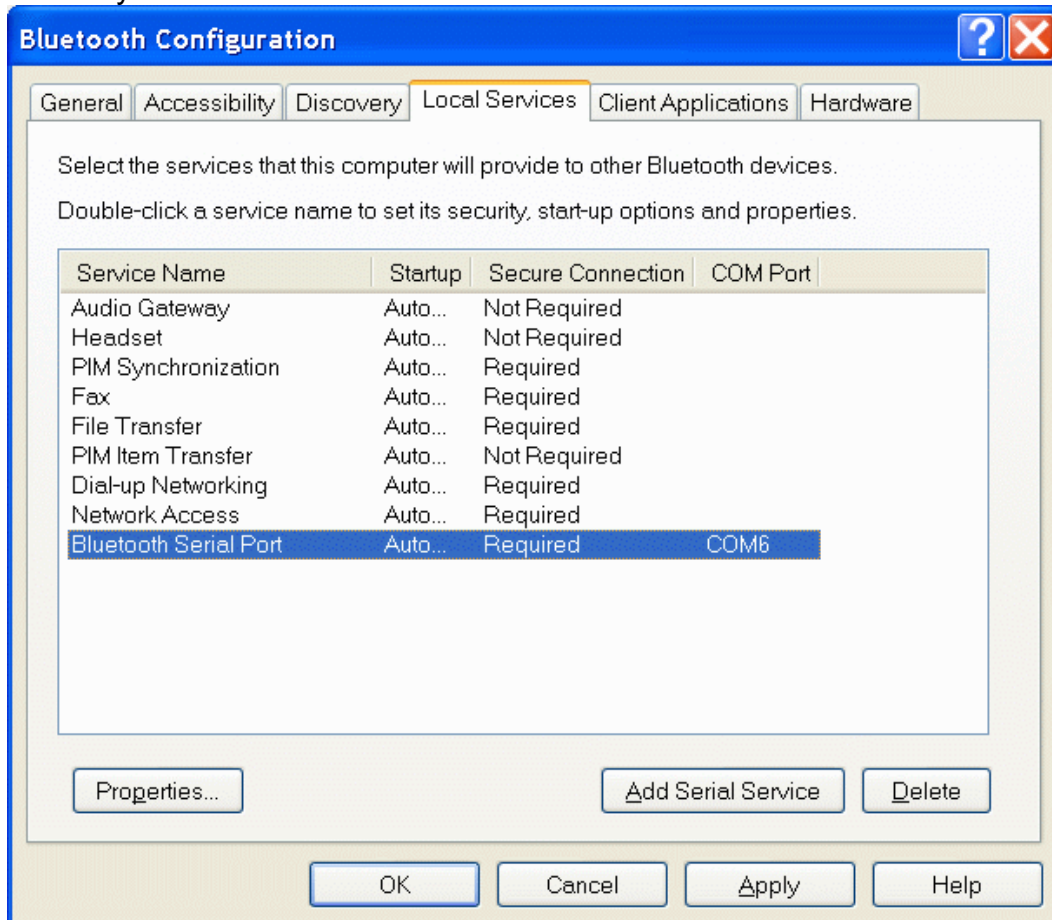 Bluetooth Configuration
General Accessibility Discovery Local Services Client Applications Hardware
Select the services that this computer will provide to other Bluetooth devices.
Double-click a service name to set its security, start-up options and properties.
Service Name Startup Secure Connection COM Port
Audio Gateway Auto... Not Required
Headset Auto... Not Required
PIM Synchronization Auto... Required
Fax Auto... Required
File Transfer Auto... Required
PIM Item Transfer Auto... Not Required
Dial-up Networking Auto... Required
Network Access Auto... Required
Bluetooth Serial Port Auto... Required COM6
Properties... Add Serial Service Delete
OK Cancel Apply Help